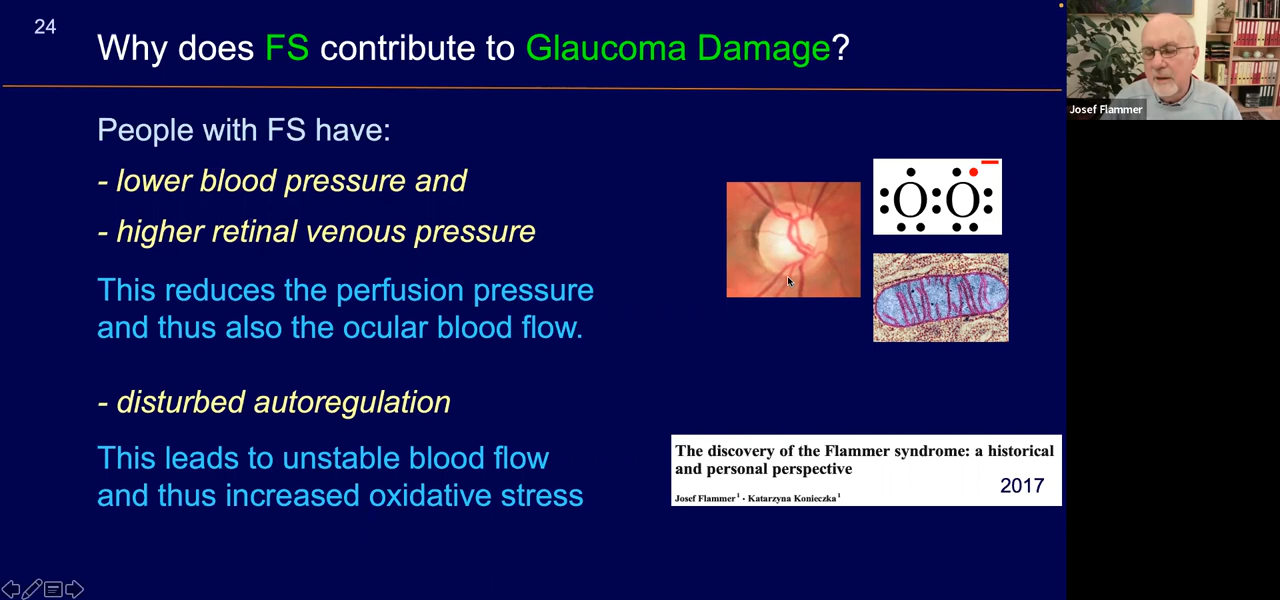 24
Why does FS contribute to Glaucoma Damage?
Josef Flammer
People with FS have:
- lower blood pressure and
- higher retinal venous pressure
This reduces the perfusion pressure
and thus also the ocular blood flow.
- disturbed autoregulation
This leads to unstable blood flow
and thus increased oxidative stress
:O:O:
The discovery of the Flammer syndrome: a historical
and personal perspective
2017
Josef Flammer¹ · Katarzyna Konieczka¹